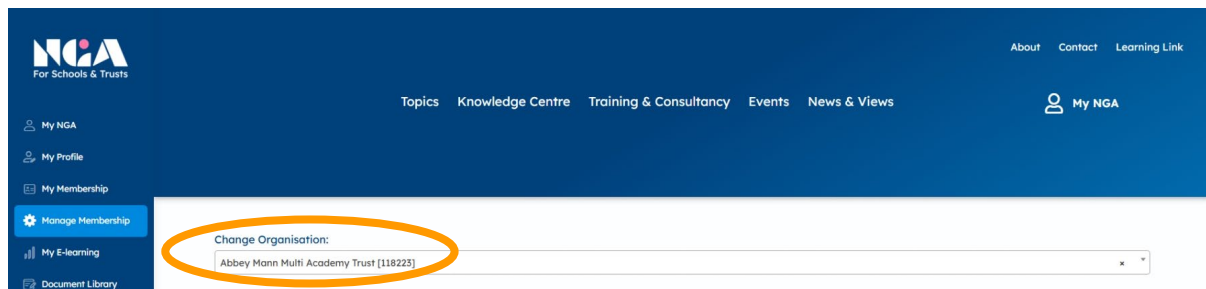 NGA
For Schools & Trusts
My NGA
My Profile
My Membership
Manage Membership
My E-learning
Document Library
About Contact Learning Link
Topics Knowledge Centre Training & Consultancy Events News & Views
My NGA
Change Organisation:
Abbey Mann Multi Academy Trust [118223]